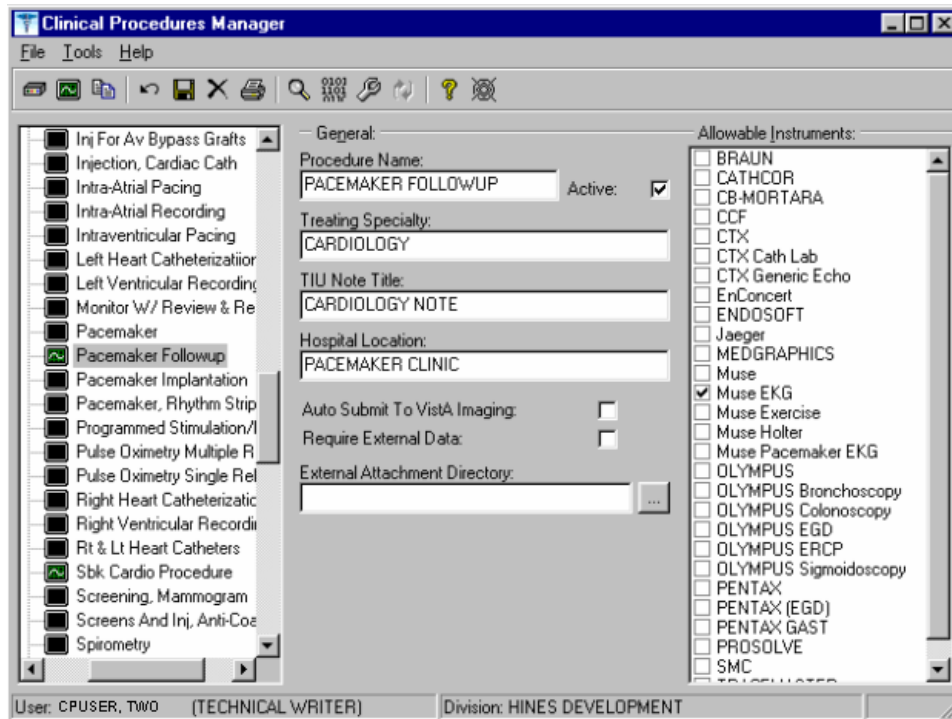 Clinical Procedures Manager
File Tools Help
Inj For Av Bypass Grafts
Injection, Cardiac Cath
Intra-Atrial Pacing
Intra-Atrial Recording
Intraventricular Pacing
Left Heart Catheterization
Left Ventricular Recording
Monitor W/ Review & Re
Pacemaker
Pacemaker Followup
Pacemaker Implantation
Pacemaker, Rhythm Strip
Programmed Stimulation/
Pulse Oximetry Multiple R
Pulse Oximetry Single Rel
Right Heart Catheterizatic
Right Ventricular Recordi
Rt & Lt Heart Catheters
Sbk Cardio Procedure
Screening, Mammogram
Screens And Inj, Anti-Coa
Spirometry
General:
Procedure Name:
PACEMAKER FOLLOWUP
Active:
Treating Specialty:
CARDIOLOGY
TIU Note Title:
CARDIOLOGY NOTE
Hospital Location:
PACEMAKER CLINIC
Auto Submit To VistA Imaging:
Require External Data:
External Attachment Directory:
...
Allowable Instruments:
BRAUN
CATHCOR
CB-MORTARA
CCF
CTX
CTX Cath Lab
CTX Generic Echo
EnConcert
ENDOSOFT
Jaeger
MEDGRAPHICS
Muse
Muse EKG
Muse Exercise
Muse Holter
Muse Pacemaker EKG
OLYMPUS
OLYMPUS Bronchoscopy
OLYMPUS Colonoscopy
OLYMPUS EGD
OLYMPUS ERCP
OLYMPUS Sigmoidoscopy
PENTAX
PENTAX (EGD)
PENTAX GAST
PROSOLVE
SMC
User: CPUSER, TWO (TECHNICAL WRITER)
Division: HINES DEVELOPMENT